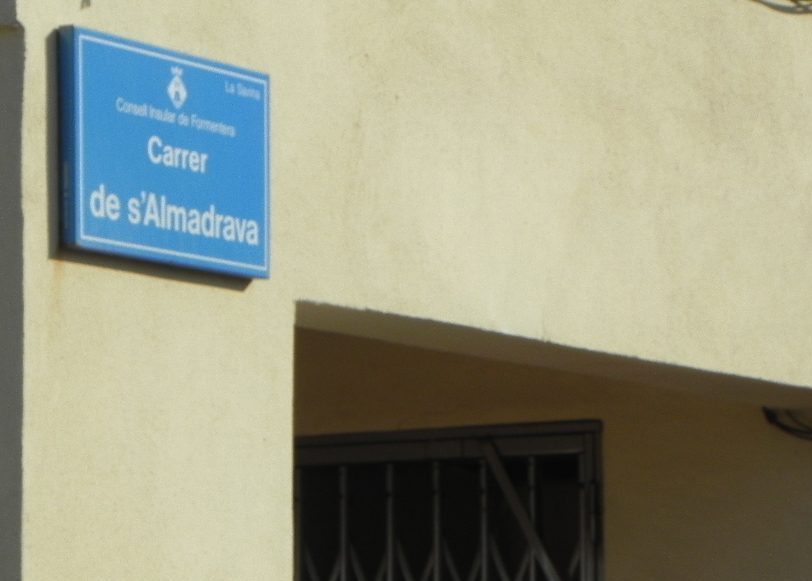 La Savina
Consell Insular de Formentera
Carrer
de s'Almadrava